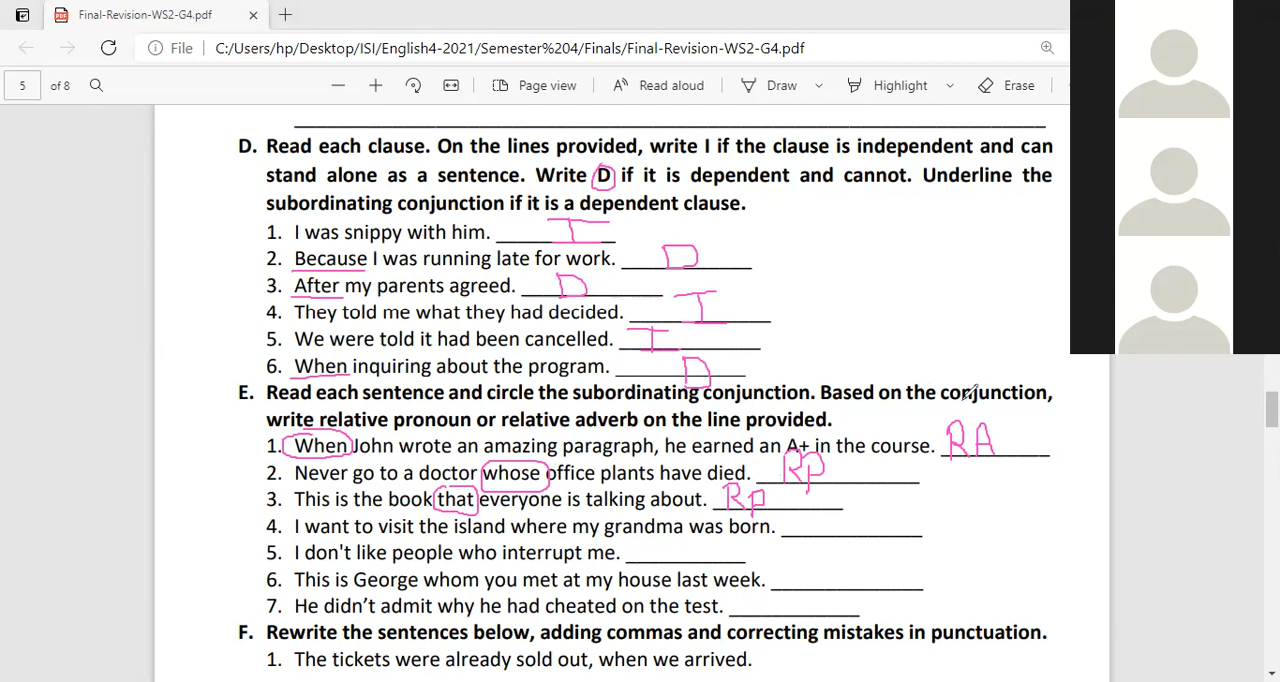 Final-Revision-WS2-G4.pdf
File C:/Users/hp/Desktop/ISI/English4-2021/Semester%204/Finals/Final-Revision-WS2-G4.pdf
5 of 8 Page view Read aloud Draw Highlight Erase
D. Read each clause. On the lines provided, write I if the clause is independent and can
stand alone as a sentence. Write D if it is dependent and cannot. Underline the
subordinating conjunction if it is a dependent clause.
1. I was snippy with him. I
2. Because I was running late for work. D
3. After my parents agreed. D
4. They told me what they had decided. I
5. We were told it had been cancelled. I
6. When inquiring about the program. D
E. Read each sentence and circle the subordinating conjunction. Based on the conjunction,
write relative pronoun or relative adverb on the line provided.
1. When John wrote an amazing paragraph, he earned an A+ in the course. RA
2. Never go to a doctor whose office plants have died. Rp
3. This is the book that everyone is talking about. Rp
4. I want to visit the island where my grandma was born.
5. I don't like people who interrupt me.
6. This is George whom you met at my house last week.
7. He didn’t admit why he had cheated on the test.
F. Rewrite the sentences below, adding commas and correcting mistakes in punctuation.
1. The tickets were already sold out, when we arrived.